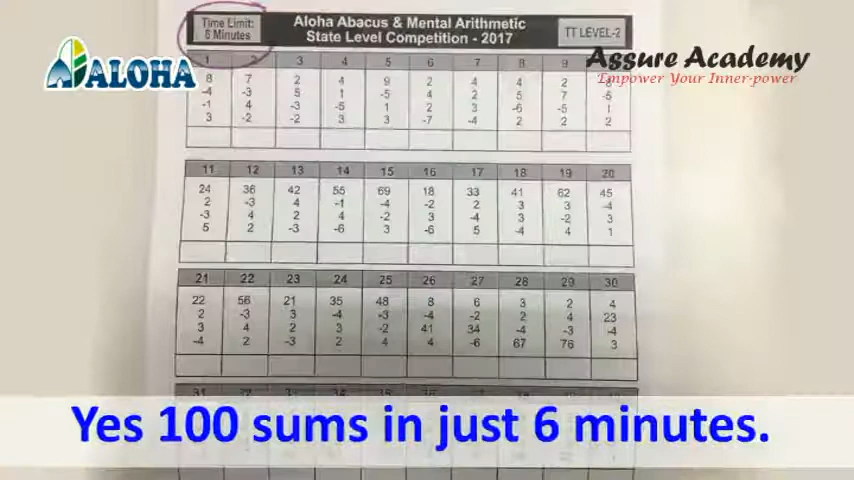 Time Limit:
6 Minutes
Aloha Abacus & Mental Arithmetic
State Level Competition - 2017
TT LEVEL-2
ALOHA
Assure Academy
Empower Your Inner-power
1 2 3 4 5 6 7 8 9
8 7 2 4 9 2 4 4 2
-4 -3 5 1 -5 4 2 5 7 -5
-1 4 -3 -5 1 2 3 -6 -5 1
3 -2 -2 3 3 -7 -4 2 2 2
11 12 13 14 15 16 17 18 19 20
24 36 42 55 69 18 33 41 62 45
2 -3 4 -1 -4 -2 2 3 3 -4
-3 4 2 4 -2 3 -4 3 -2 3
5 2 -3 -6 3 -6 5 -4 4 1
21 22 23 24 25 26 27 28 29 30
22 56 21 35 48 8 6 3 2 4
2 -3 3 -4 -3 -4 -2 2 4 23
3 4 2 3 -2 41 34 -4 -3 -4
-4 2 -3 2 4 4 -6 67 76 3
Yes 100 sums in just 6 minutes.